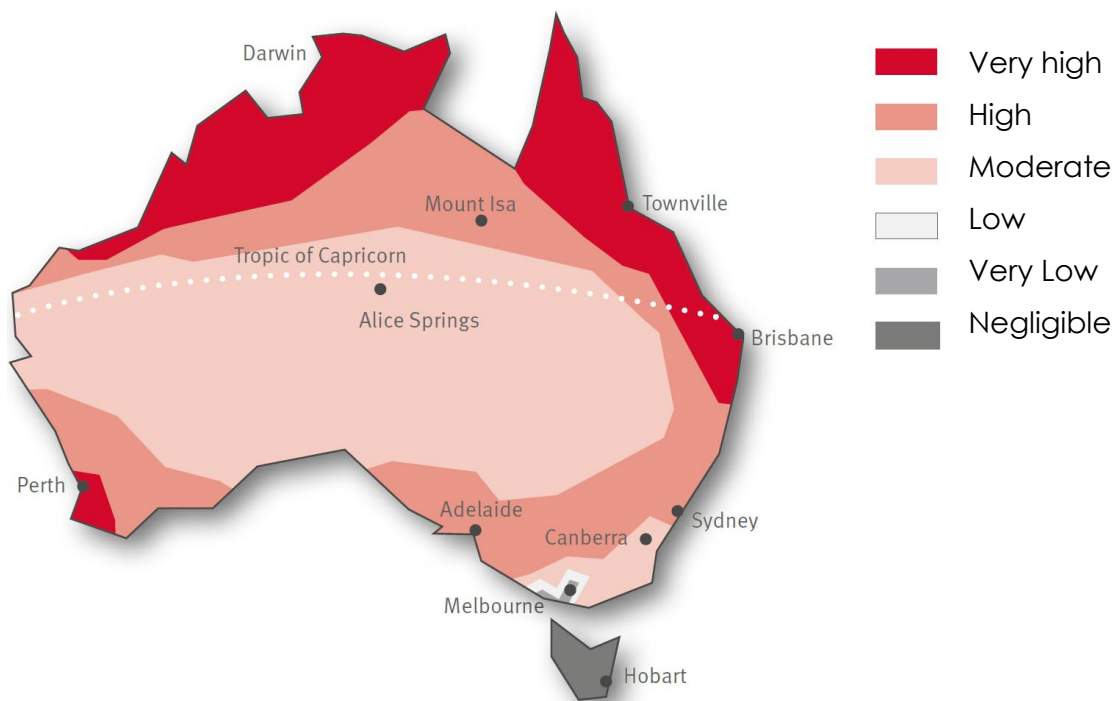 Darwin
Mount Isa
Townville
Tropic of Capricorn
Alice Springs
Brisbane
Perth
Adelaide
Sydney
Canberra
Melbourne
Hobart
Very high
High
Moderate
Low
Very Low
Negligible